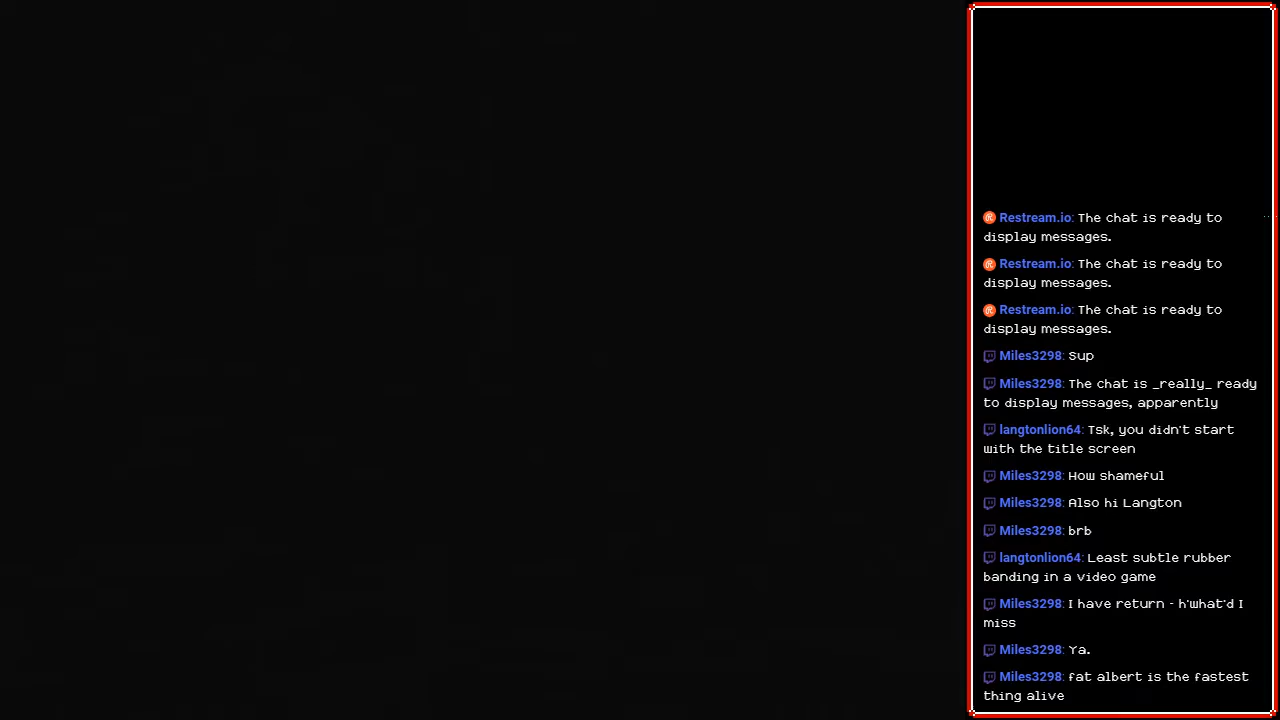 Restream.io: The chat is ready to
display messages.
Restream.io: The chat is ready to
display messages.
Restream.io: The chat is ready to
display messages.
Miles3298: Sup
Miles3298: The chat is _really_ ready
to display messages, apparently
langtonlion64: Tsk, you didn't start
with the title screen
Miles3298: How shameful
Miles3298: Also hi Langton
Miles3298: brb
langtonlion64: Least subtle rubber
banding in a video game
Miles3298: I have return - h'what'd I
miss
Miles3298: Ya.
Miles3298: fat albert is the fastest
thing alive